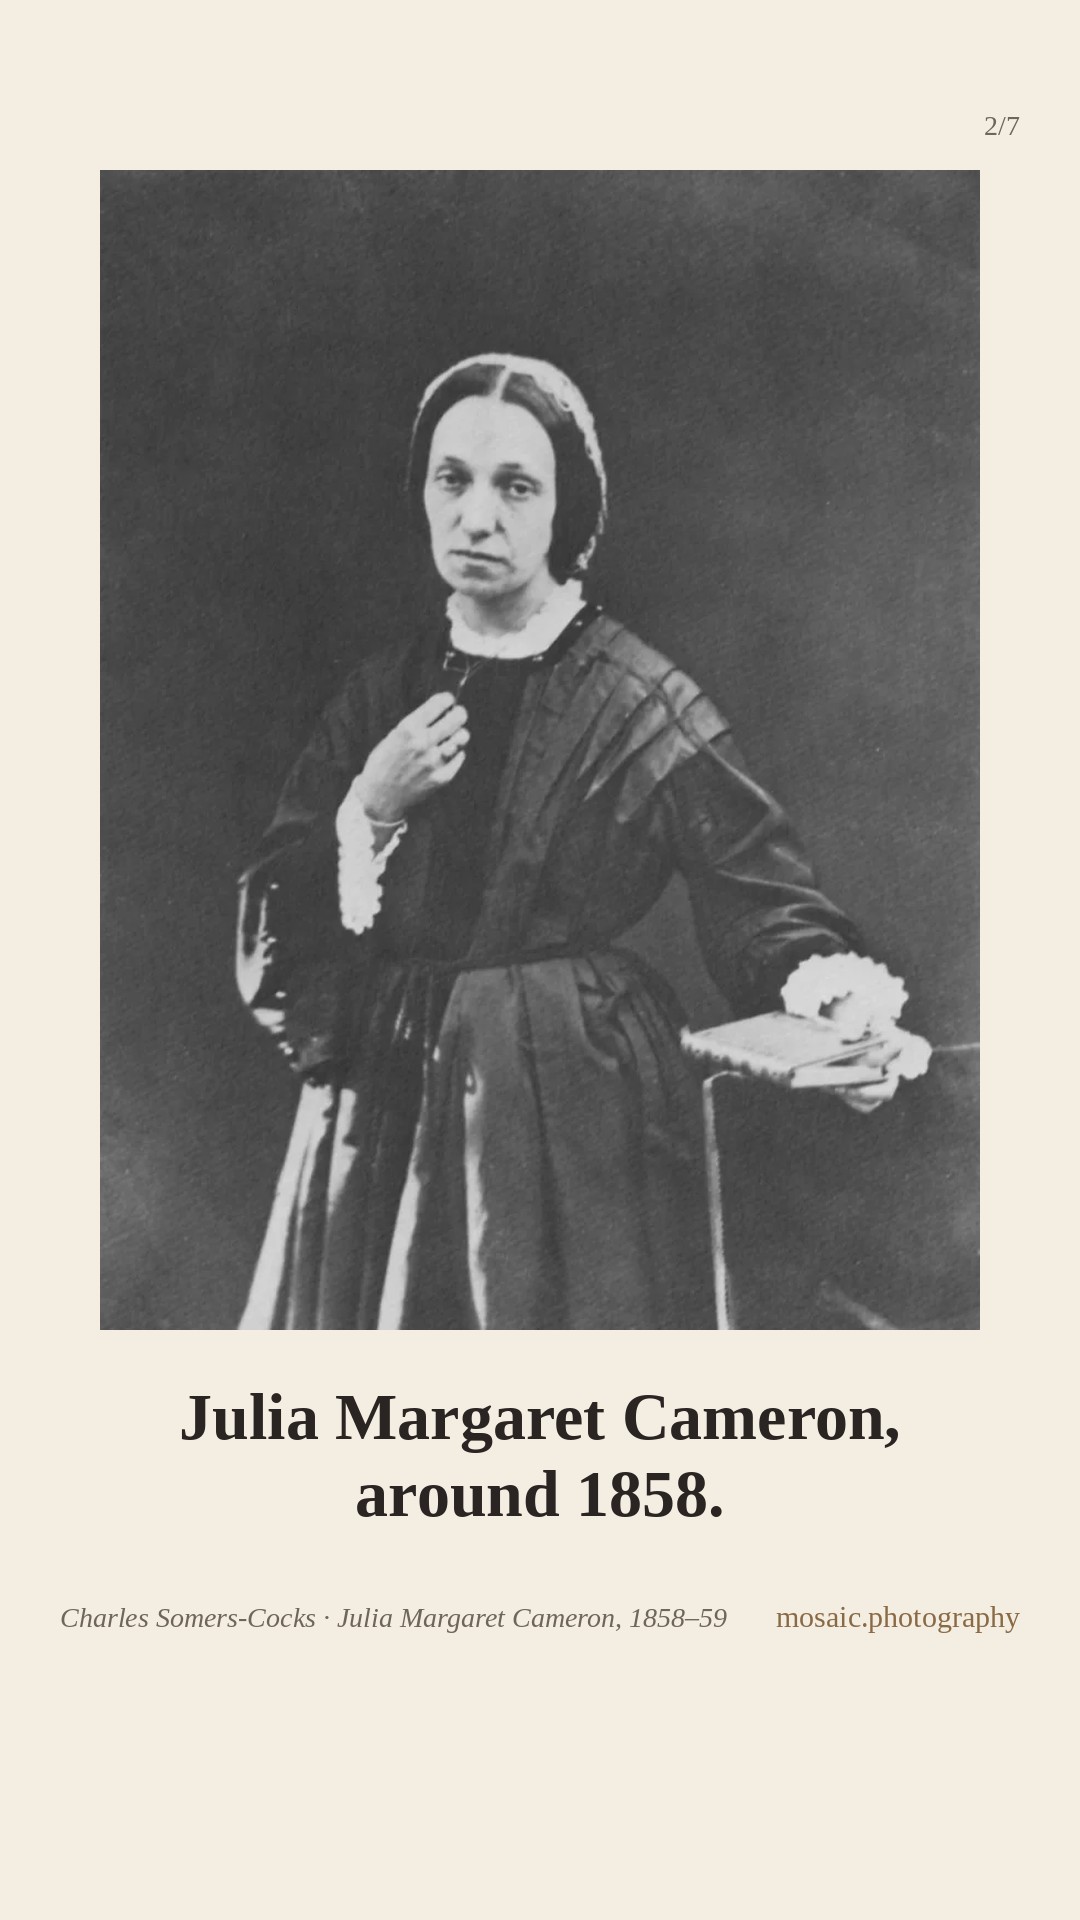 2/7
Julia Margaret Cameron,
around 1858.
Charles Somers-Cocks · Julia Margaret Cameron, 1858–59
mosaic.photography